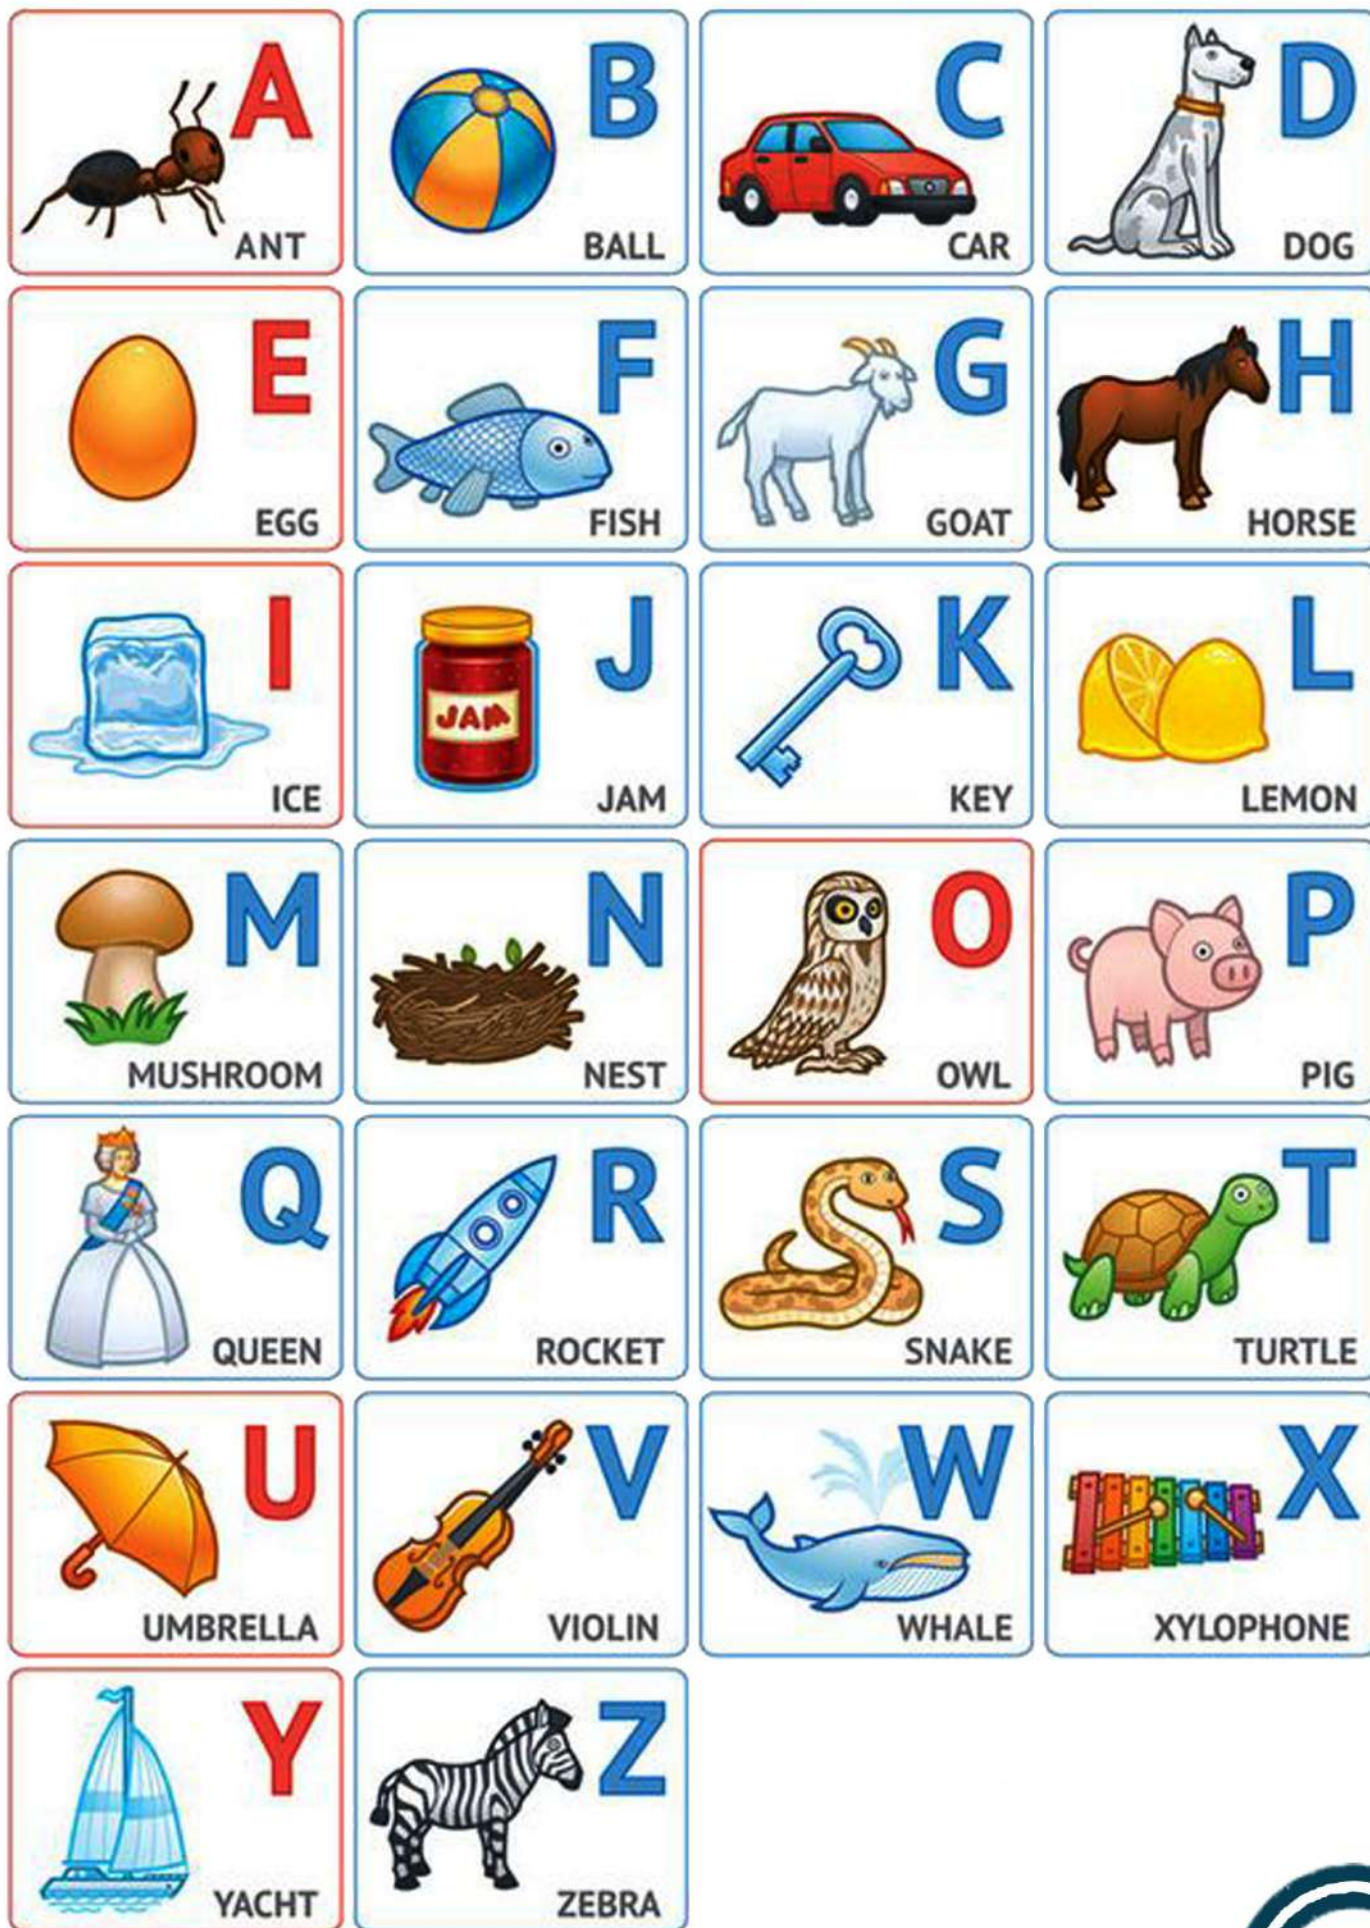 A
ANT
B
BALL
C
CAR
D
DOG
E
EGG
F
FISH
G
GOAT
H
HORSE
I
ICE
J
JAM
JAM
K
KEY
L
LEMON
M
MUSHROOM
N
NEST
O
OWL
P
PIG
Q
QUEEN
R
ROCKET
S
SNAKE
T
TURTLE
U
UMBRELLA
V
VIOLIN
W
WHALE
X
XYLOPHONE
Y
YACHT
Z
ZEBRA